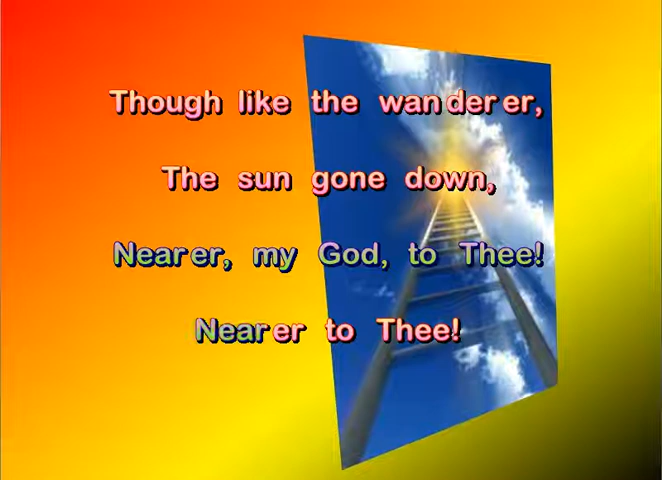 Though like the wanderer,
The sun gone down,
Nearer, my God, to Thee!
Nearer to Thee!